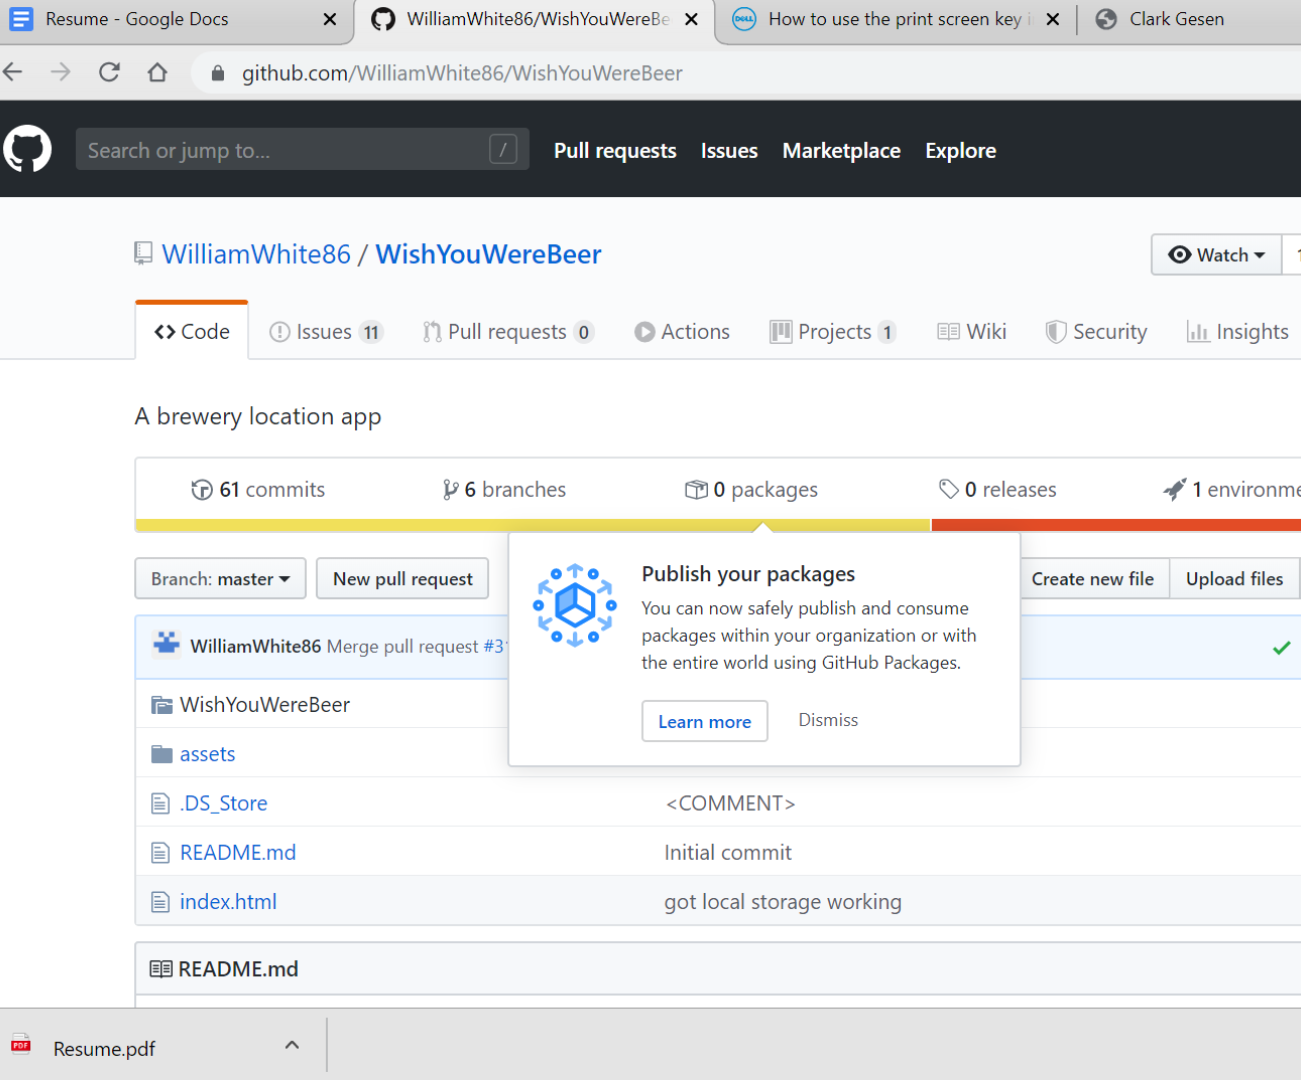 Resume - Google Docs
WilliamWhite86/WishYouWereBe
How to use the print screen key i
Clark Gesen
github.com/WilliamWhite86/WishYouWereBeer
Search or jump to... /
Pull requests Issues Marketplace Explore
WilliamWhite86 / WishYouWereBeer
Watch
Code Issues 11 Pull requests 0 Actions Projects 1 Wiki Security Insights
A brewery location app
61 commits 6 branches 0 packages 0 releases 1 environme
Branch: master New pull request Create new file Upload files
Publish your packages
You can now safely publish and consume
packages within your organization or with
the entire world using GitHub Packages.
Learn more Dismiss
WilliamWhite86 Merge pull request #3
WishYouWereBeer
assets
.DS_Store <COMMENT>
README.md Initial commit
index.html got local storage working
README.md
PDF Resume.pdf